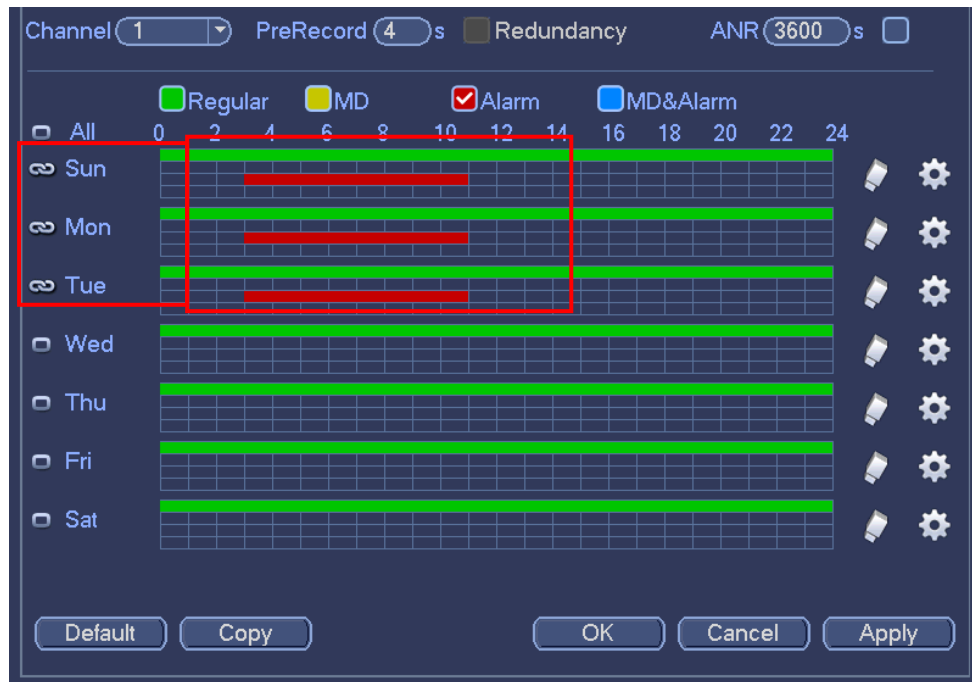 Channel 1 PreRecord 4 s Redundancy ANR 3600 s
Regular MD Alarm MD&Alarm
All 0 2 4 6 8 10 12 14 16 18 20 22 24
Sun
Mon
Tue
Wed
Thu
Fri
Sat
Default Copy OK Cancel Apply